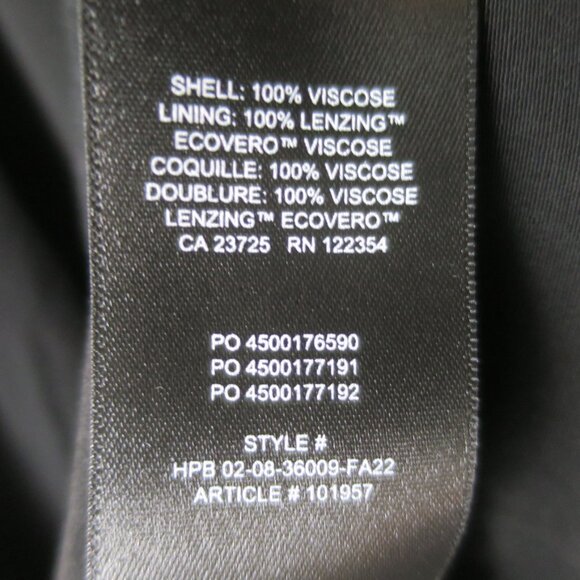 SHELL: 100% VISCOSE
LINING: 100% LENZING™
ECOVERO™ VISCOSE
COQUILLE: 100% VISCOSE
DOUBLURE: 100% VISCOSE
LENZING™ ECOVERO™
CA 23725 RN 122354
PO 4500176590
PO 4500177191
PO 4500177192
STYLE #
HPB 02-08-36009-FA22
ARTICLE # 101957